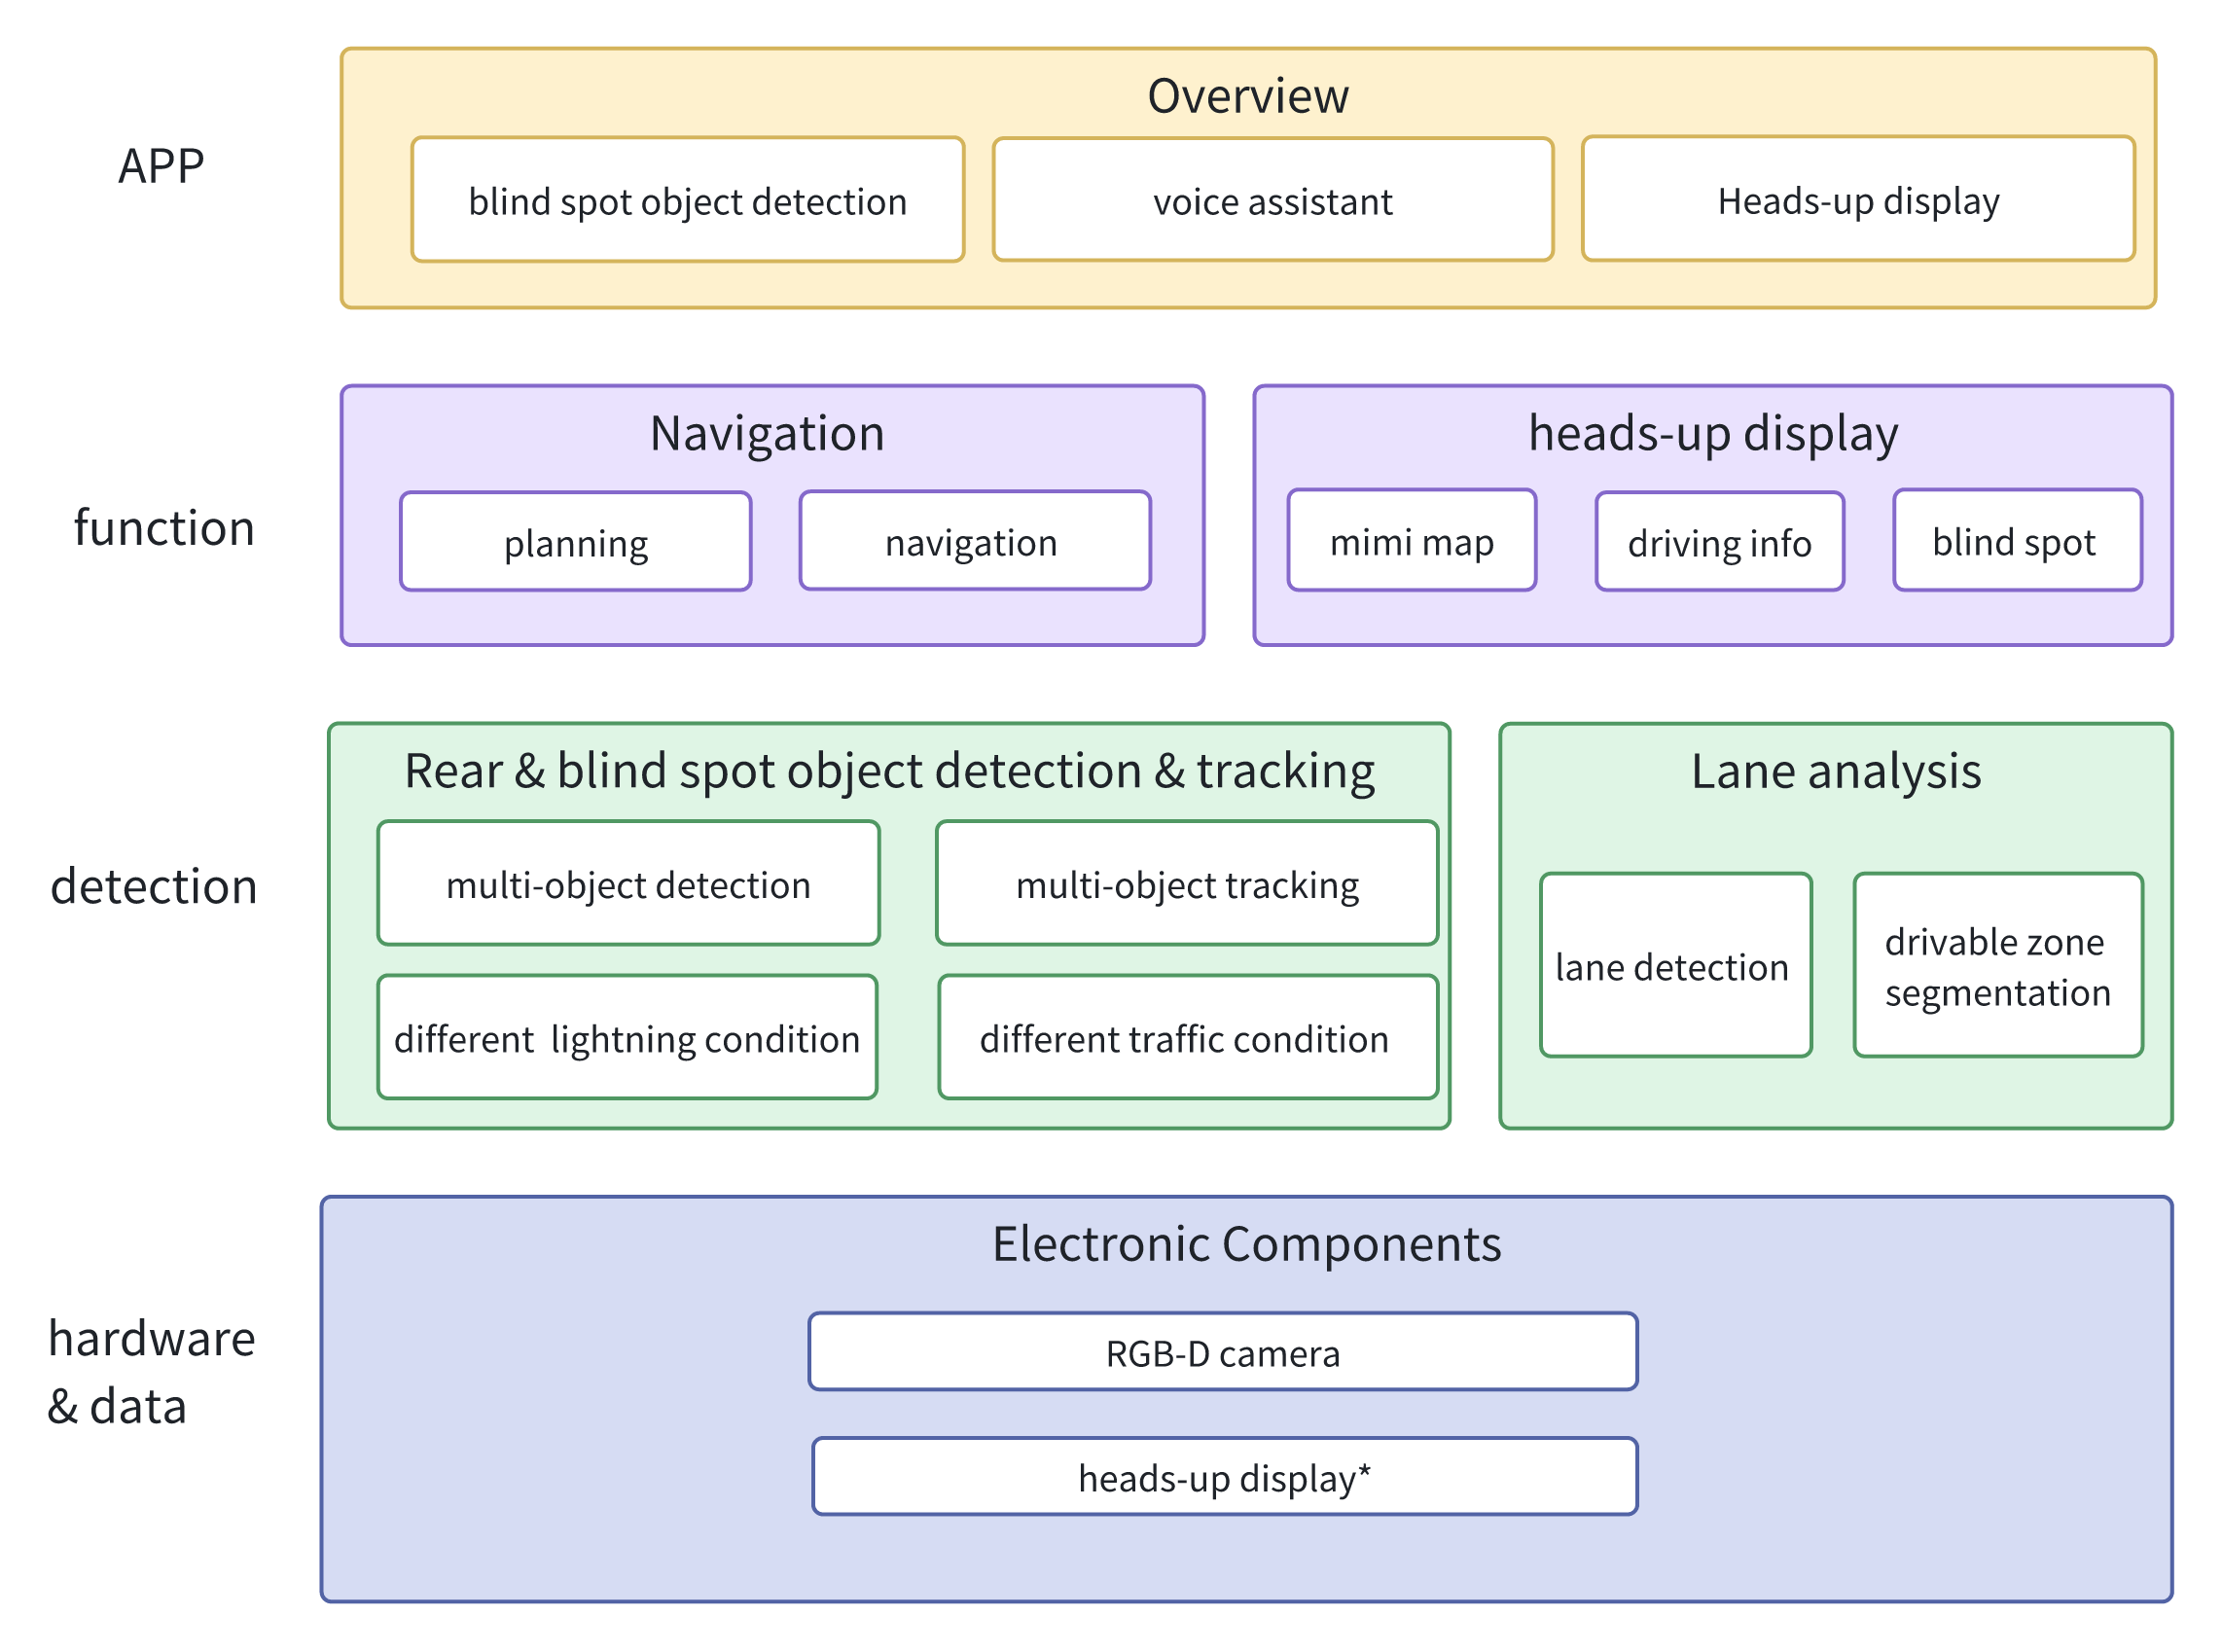 APP
Overview
blind spot object detection
voice assistant
Heads-up display
function
Navigation
planning
navigation
heads-up display
mimi map
driving info
blind spot
detection
Rear & blind spot object detection & tracking
multi-object detection
multi-object tracking
different  lightning condition
different traffic condition
Lane analysis
lane detection
drivable zone
segmentation
hardware
& data
Electronic Components
RGB-D camera
heads-up display*